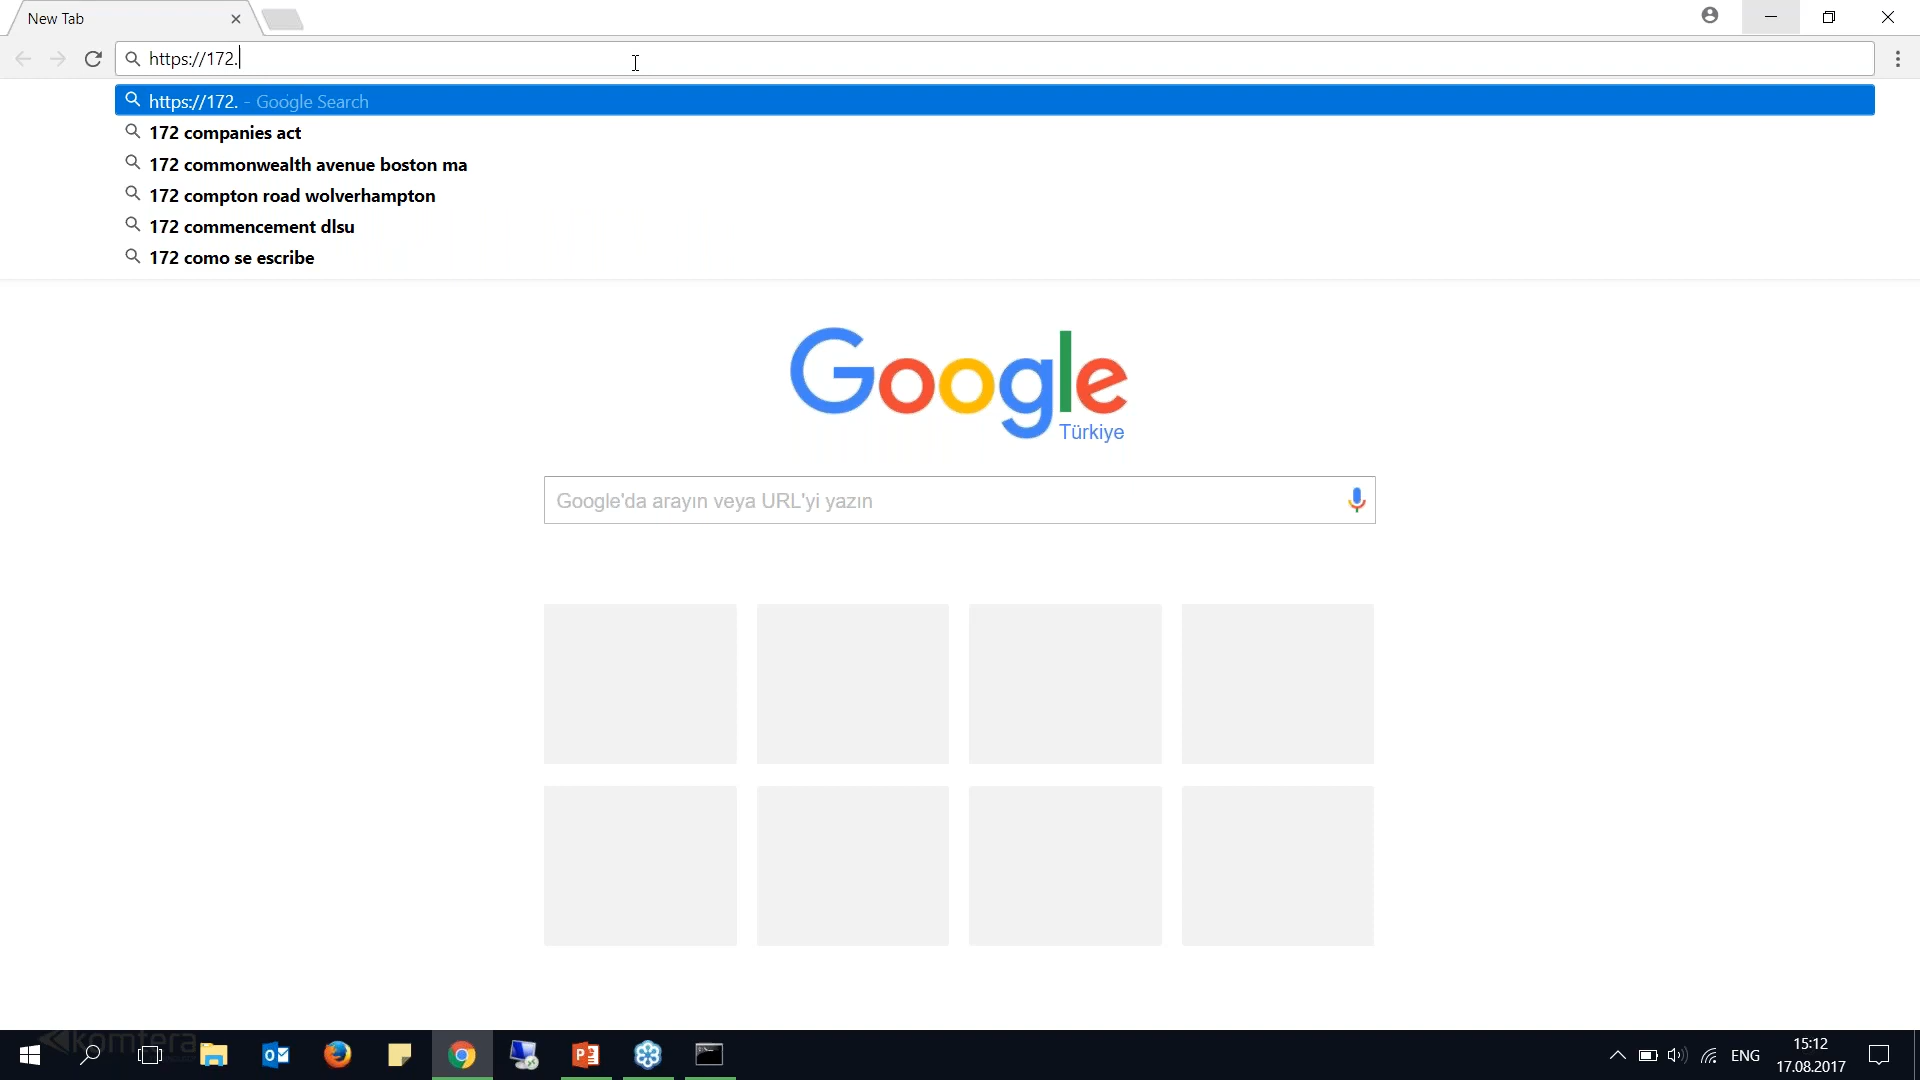 New Tab
https://172.
https://172. - Google Search
172 companies act
172 commonwealth avenue boston ma
172 compton road wolverhampton
172 commencement dlsu
172 como se escribe
Google
Türkiye
Google'da arayın veya URL'yi yazın
komtera
ENG
15:12
17.08.2017